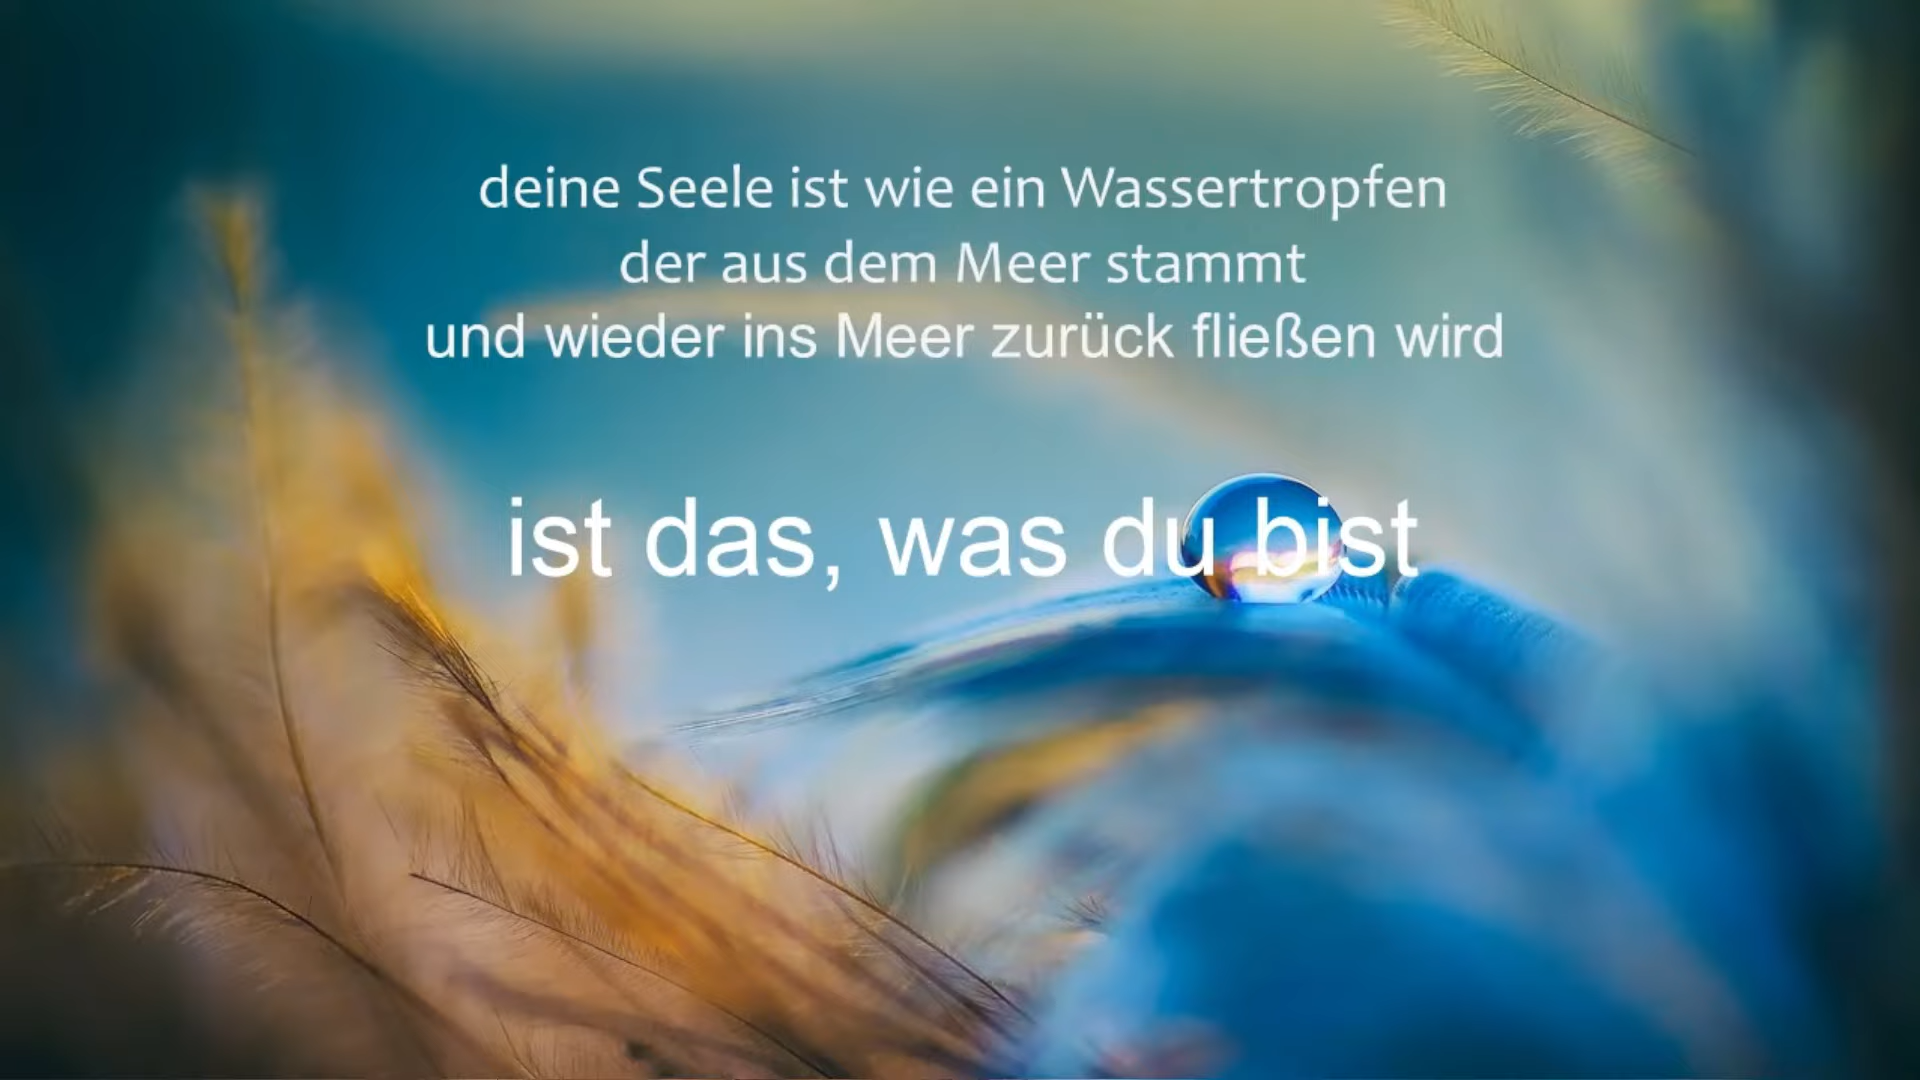 deine Seele ist wie ein Wassertropfen
der aus dem Meer stammt
und wieder ins Meer zurück fließen wird
ist das, was du bist